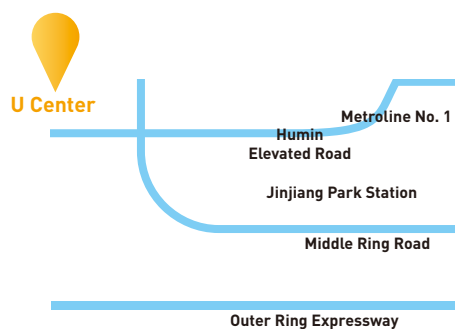 U Center
Metroline No. 1
Humin
Elevated Road
Jinjiang Park Station
Middle Ring Road
Outer Ring Expressway